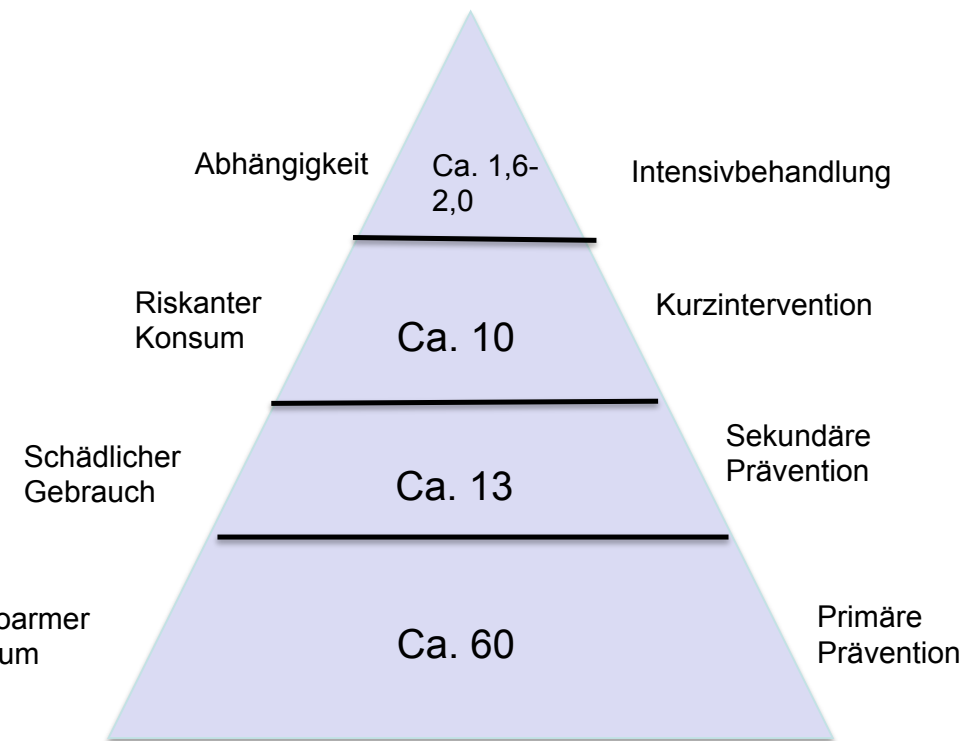 Abhängigkeit
Ca. 1,6-
2,0
Intensivbehandlung
Riskanter
Konsum
Ca. 10
Kurzintervention
Schädlicher
Gebrauch
Ca. 13
Sekundäre
Prävention
Ca. 60
Primäre
Prävention